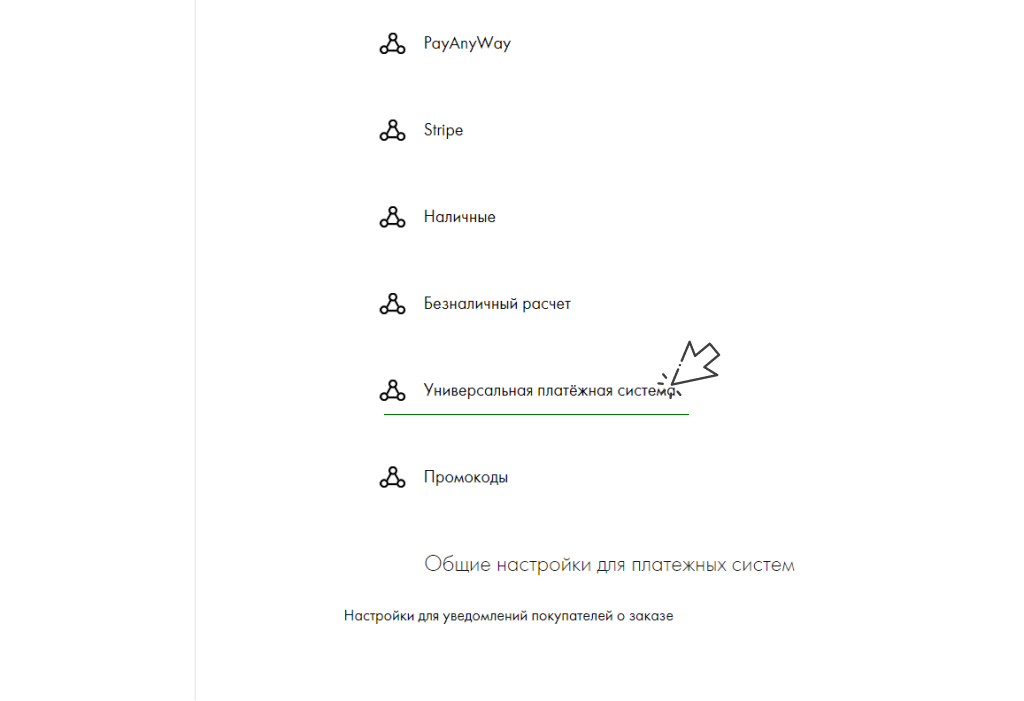 PayAnyWay
Stripe
Наличные
Безналичный расчет
Универсальная платёжная система
Промокоды
Общие настройки для платежных систем
Настройки для уведомлений покупателей о заказе